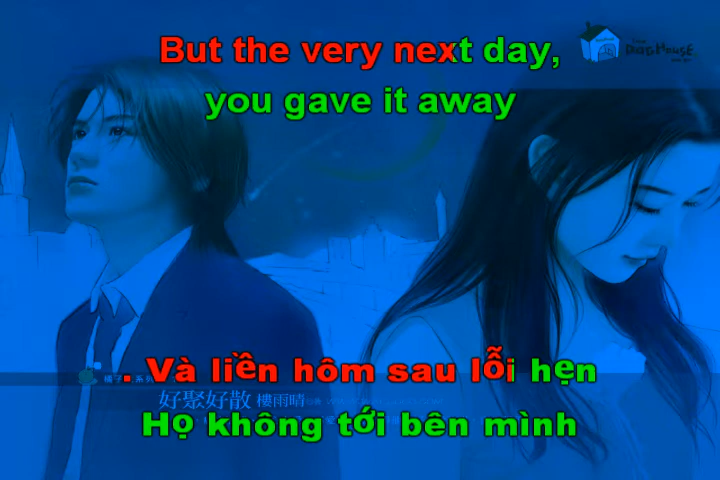 But the very next day,
you gave it away
Và liền hôm sau lỗi hẹn
好聚好散 樓雨晴
Họ không tới bên mình